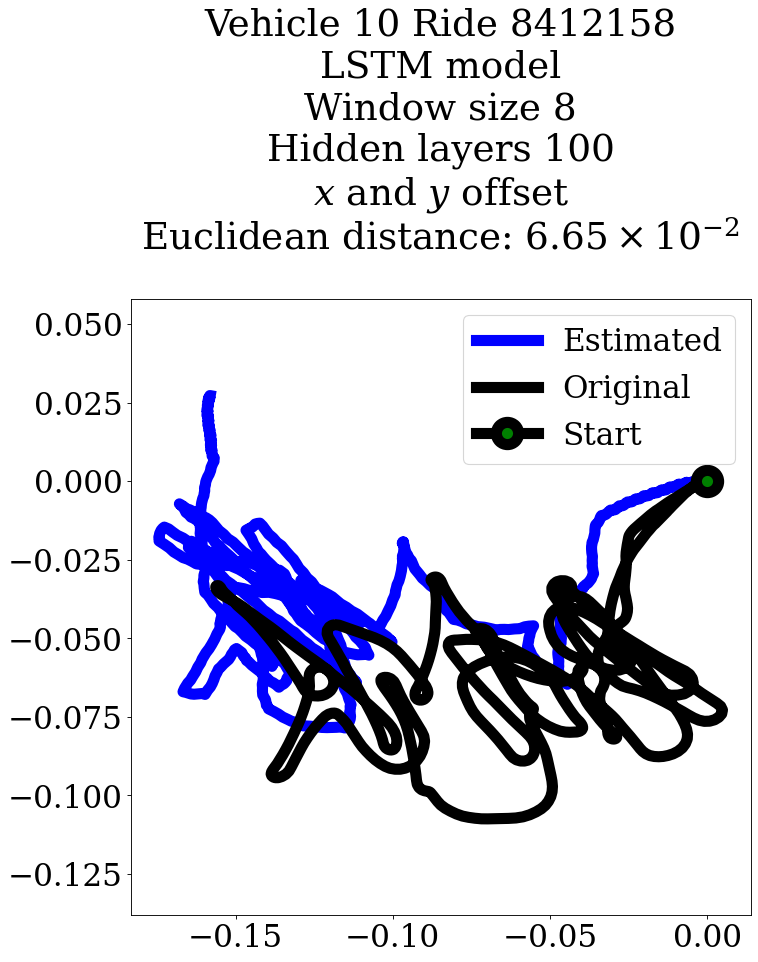 Vehicle 10 Ride 8412158
LSTM model
Window size 8
Hidden layers 100
x and y offset
Euclidean distance: 6.65 × 10⁻²
Estimated
Original
Start
0.050
0.025
0.000
−0.025
−0.050
−0.075
−0.100
−0.125
−0.15 −0.10 −0.05 0.00